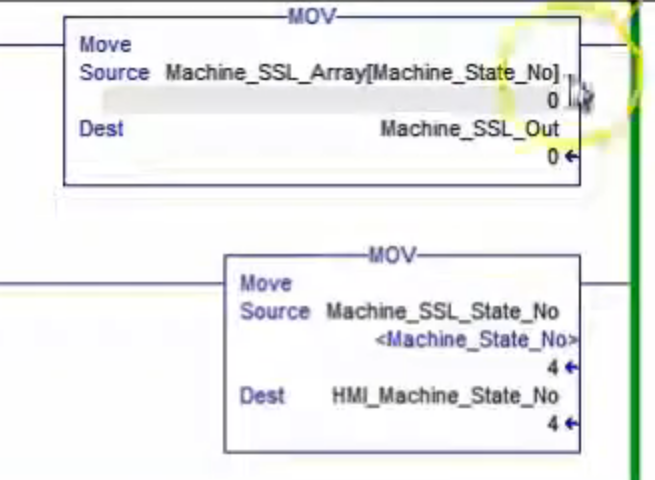 MOV
Move
Source Machine_SSL_Array[Machine_State_No]
0
Dest Machine_SSL_Out
0
MOV
Move
Source Machine_SSL_State_No
<Machine_State_No>
4
Dest HMI_Machine_State_No
4